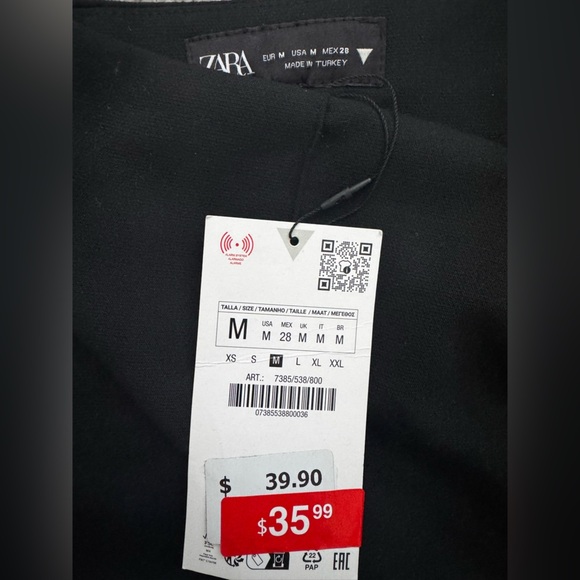 ZARA
EUR M USA M MEX 28
MADE IN TURKEY
TALLA / SIZE / TAMANHO / TAILLE / MAAT / ΜΕΓΕΘΟΣ
M
USA MEX UK IT BR
M 28 M M M
XS S M L XL XXL
ART.: 7385/538/800
07385538800036
$ 39.90
$35.99
22
PAP
EAC